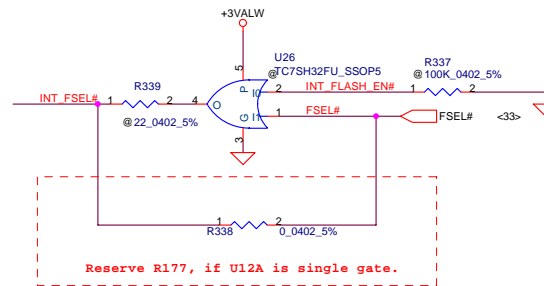 +3VALW
U26
@
TC7SH32FU_SSOP5
5
P
I0
O
G
I1
4
2
1
3
INT_FSEL#
1
R339
2
@22_0402_5%
INT_FLASH_EN#
1
R337
2
@100K_0402_5%
FSEL#
FSEL#
<33>
1
R338
2
0_0402_5%
Reserve R177, if U12A is single gate.